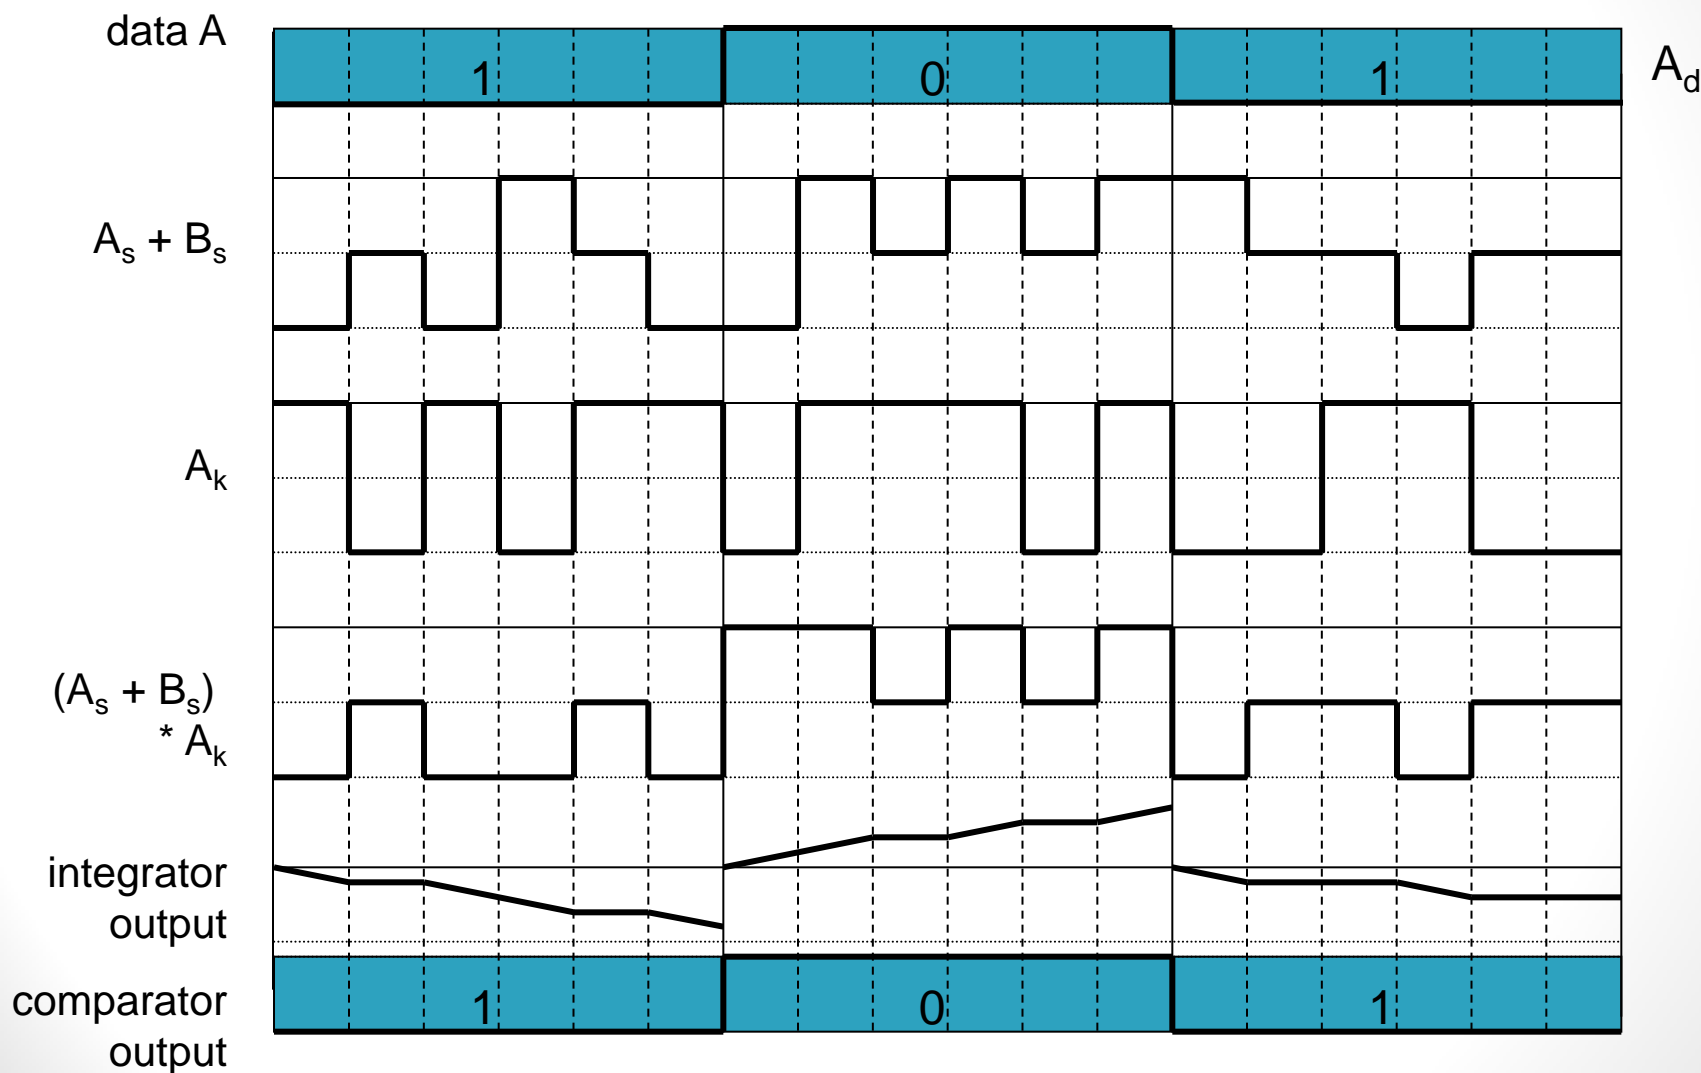 data A
1 0 1
A_d
A_s + B_s
A_k
(A_s + B_s)
* A_k
integrator
output
comparator
output
1 0 1